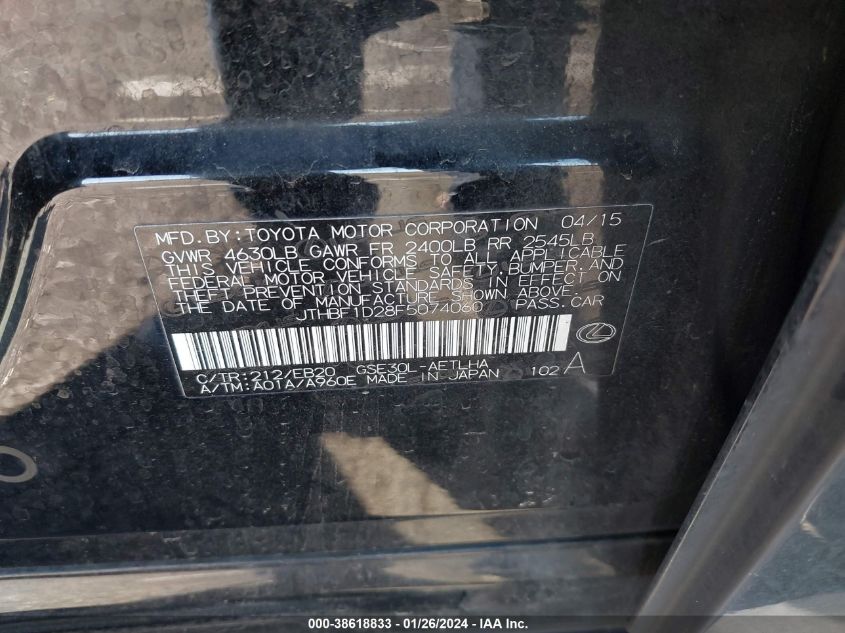 MFD. BY: TOYOTA MOTOR CORPORATION 04/15
GVWR 4630LB GAWR FR 2400LB RR 2545LB
THIS VEHICLE CONFORMS TO ALL APPLICABLE
FEDERAL MOTOR VEHICLE SAFETY, BUMPER, AND
THEFT PREVENTION STANDARDS IN EFFECT ON
THE DATE OF MANUFACTURE SHOWN ABOVE.
JTHBF1D28F5074060 PASS. CAR
C/TR: 212/EB20 GSE30L-AETLHA
A/TM: A01A/A960E MADE IN JAPAN 102 A
000-38618833 / 01/26/2024 - IAA Inc.